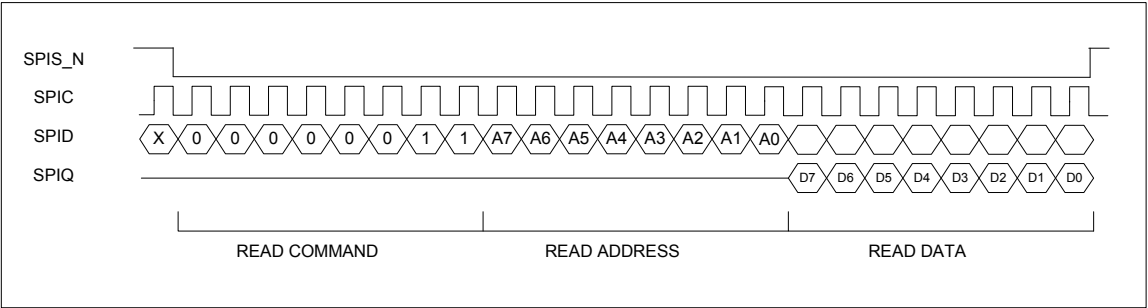 SPIS_N
SPIC
SPID X 0 0 0 0 0 0 1 1 A7 A6 A5 A4 A3 A2 A1 A0
SPIQ D7 D6 D5 D4 D3 D2 D1 D0
READ COMMAND READ ADDRESS READ DATA